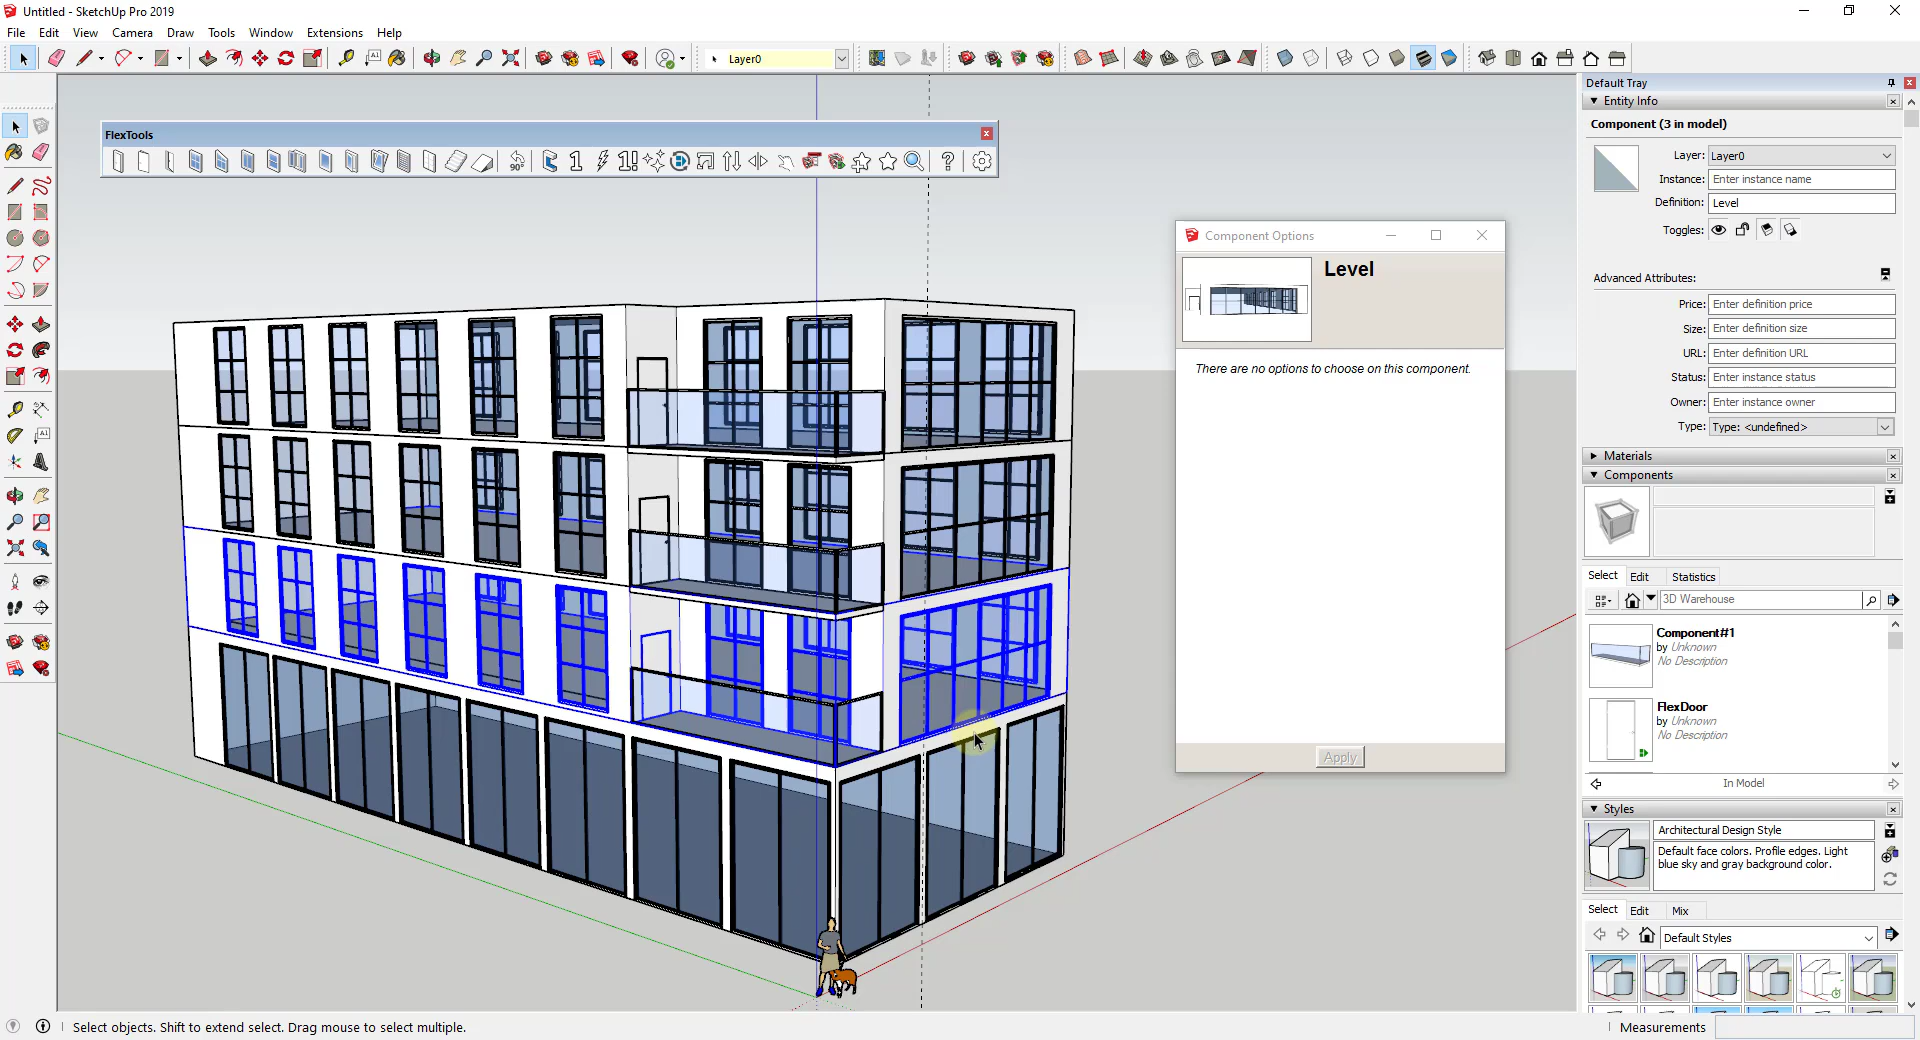 Untitled - SketchUp Pro 2019
File Edit View Camera Draw Tools Window Extensions Help
Layer0
FlexTools
90°
1
1!
?
Component Options
Level
There are no options to choose on this component.
Apply
Default Tray
Entity Info
Component (3 in model)
Layer: Layer0
Instance: Enter instance name
Definition: Level
Toggles:
Advanced Attributes:
Price: Enter definition price
Size: Enter definition size
URL: Enter definition URL
Status: Enter instance status
Owner: Enter instance owner
Type: Type: <undefined>
Materials
Components
Select Edit Statistics
3D Warehouse
Component#1
by Unknown
No Description
FlexDoor
by Unknown
No Description
In Model
Styles
Architectural Design Style
Default face colors. Profile edges. Light
blue sky and gray background color.
Select Edit Mix
Default Styles
Select objects. Shift to extend select. Drag mouse to select multiple.
Measurements